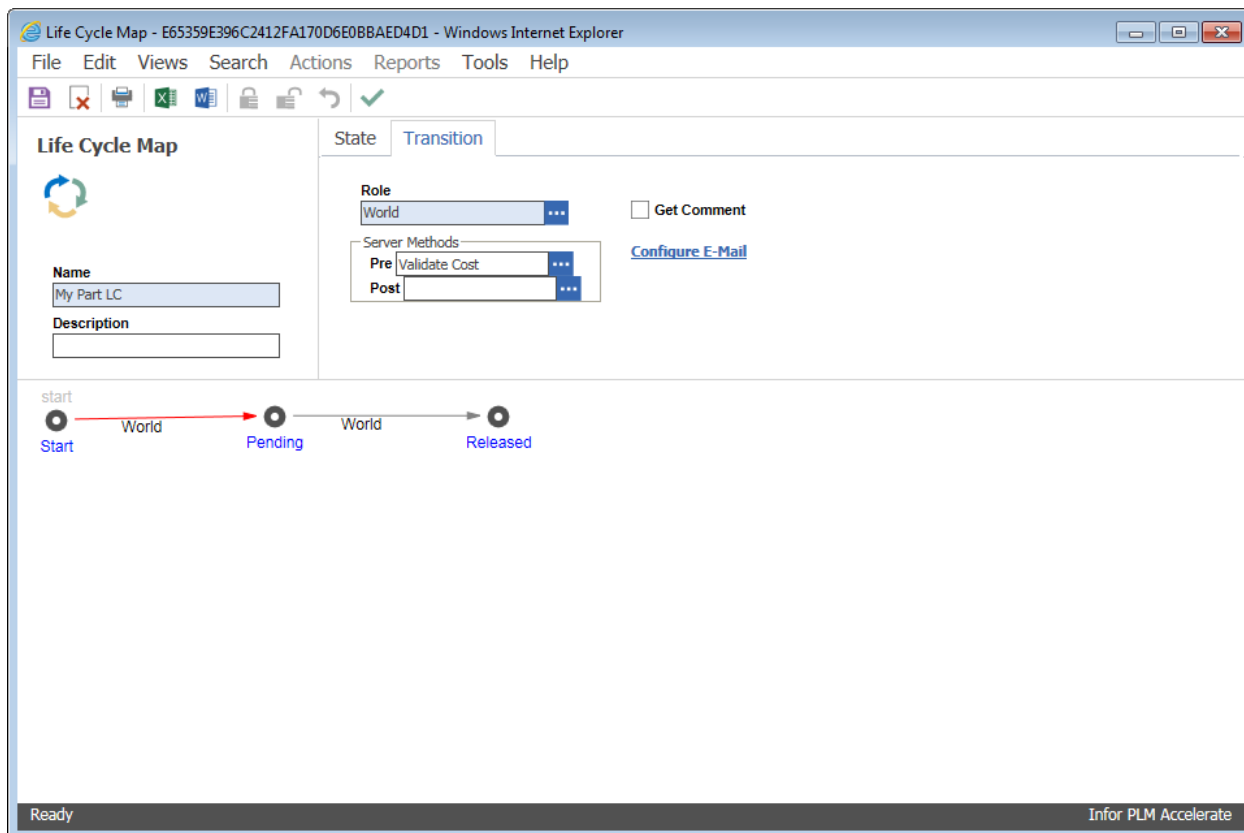 Life Cycle Map - E65359E396C2412FA170D6E0BBAED4D1 - Windows Internet Explorer
File Edit Views Search Actions Reports Tools Help
Life Cycle Map
State Transition
Role
World
Get Comment
Server Methods
Configure E-Mail
Pre Validate Cost
Post
Name
My Part LC
Description
start
World
World
Start
Pending
Released
Ready
Infor PLM Accelerate